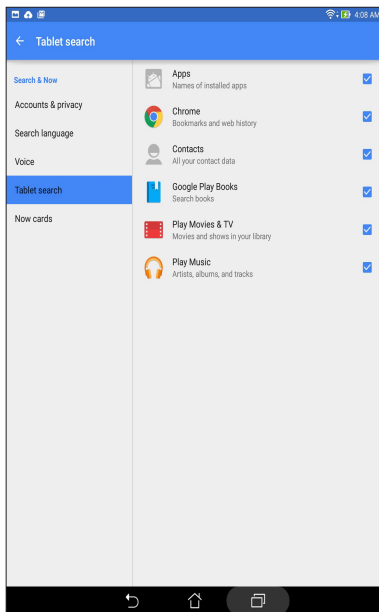 4:08 AM
Tablet search
Search & Now
Accounts & privacy
Search language
Voice
Tablet search
Now cards
Apps
Names of installed apps
Chrome
Bookmarks and web history
Contacts
All your contact data
Google Play Books
Search books
Play Movies & TV
Movies and shows in your library
Play Music
Artists, albums, and tracks